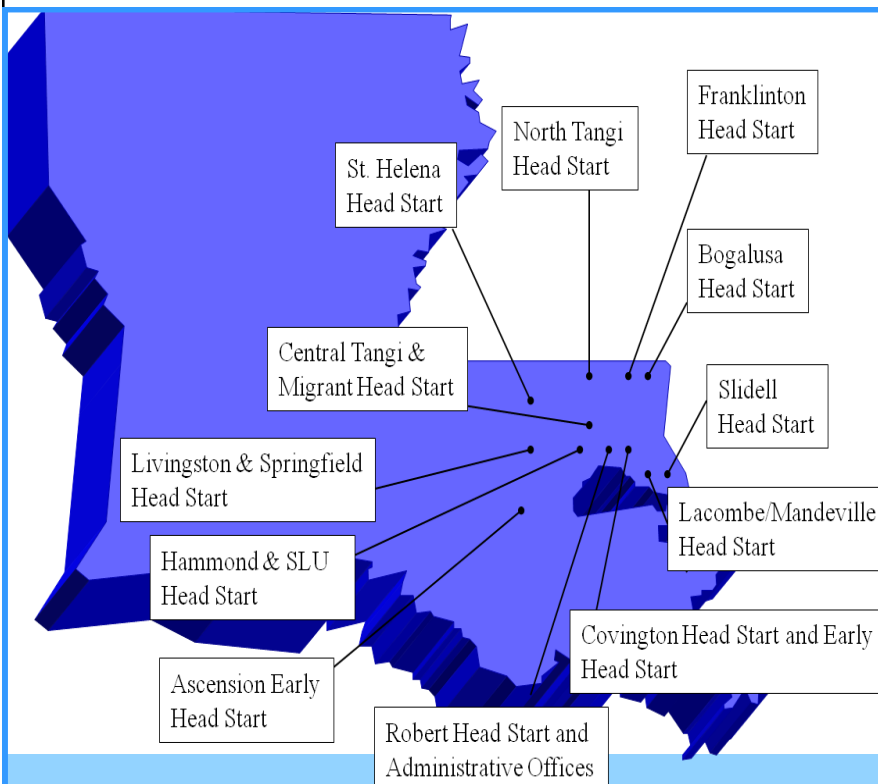 Franklinton
Head Start
North Tangi
Head Start
St. Helena
Head Start
Bogalusa
Head Start
Central Tangi &
Migrant Head Start
Slidell
Head Start
Livingston & Springfield
Head Start
Lacombe/Mandeville
Head Start
Hammond & SLU
Head Start
Covington Head Start and Early
Head Start
Ascension Early
Head Start
Robert Head Start and
Administrative Offices